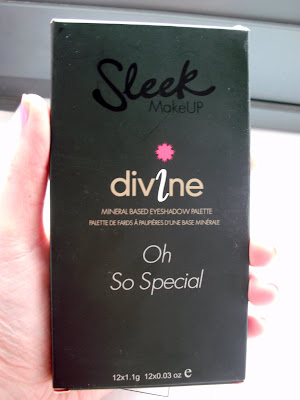 Sleek
MakeUP
divine
MINERAL BASED EYESHADOW PALETTE
PALETTE DE FARDS À PAUPIÈRES D'UNE BASE MINÉRALE
Oh
So Special
12x1.1g 12x0.03 oz e